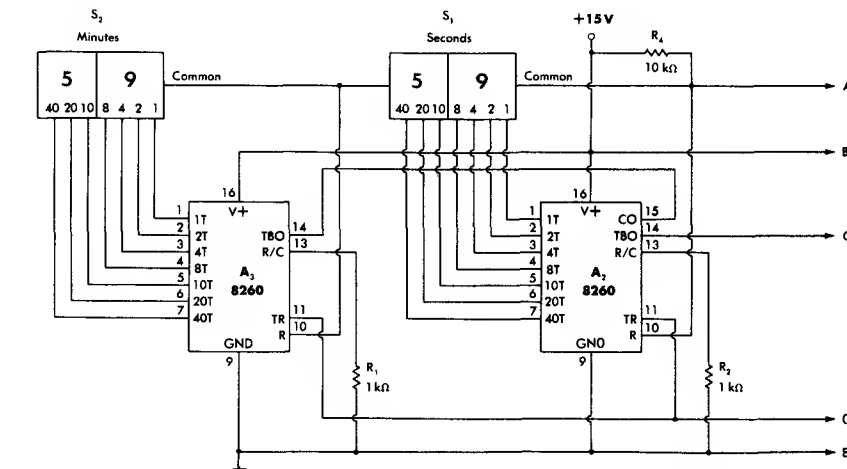 S₂
Minutes
5 9
40 20 10 8 4 2 1
Common
S₁
Seconds
5 9
40 20 10 8 4 2 1
Common
+15V
R₄
10 kΩ
A
B
16
V+
1 1T
2 2T
3 4T
4 8T
5 10T
6 20T
7 40T
TBO 14
R/C 13
A₃
8260
TR 11
R 10
GND
9
R₁
1 kΩ
16
V+
1 1T
2 2T
3 4T
4 8T
5 10T
6 20T
7 40T
CO 15
TBO 14
R/C 13
A₂
8260
TR 11
R 10
GND
9
R₂
1 kΩ